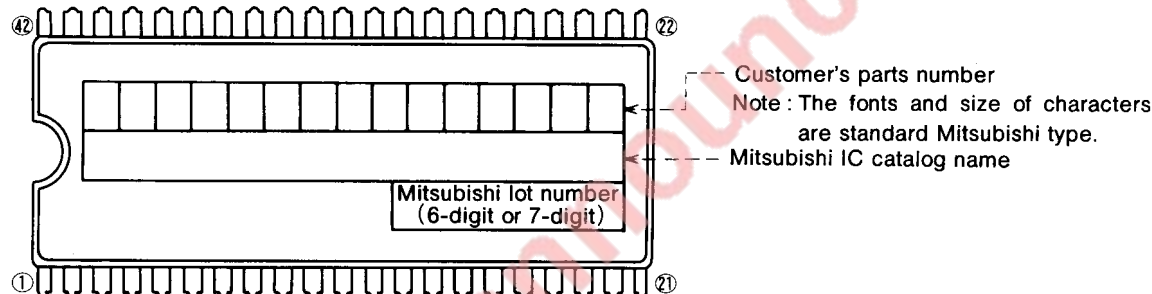 ㊷ ㉒
Customer's parts number
Note : The fonts and size of characters
are standard Mitsubishi type.
Mitsubishi IC catalog name
Mitsubishi lot number
(6-digit or 7-digit)
① ㉑